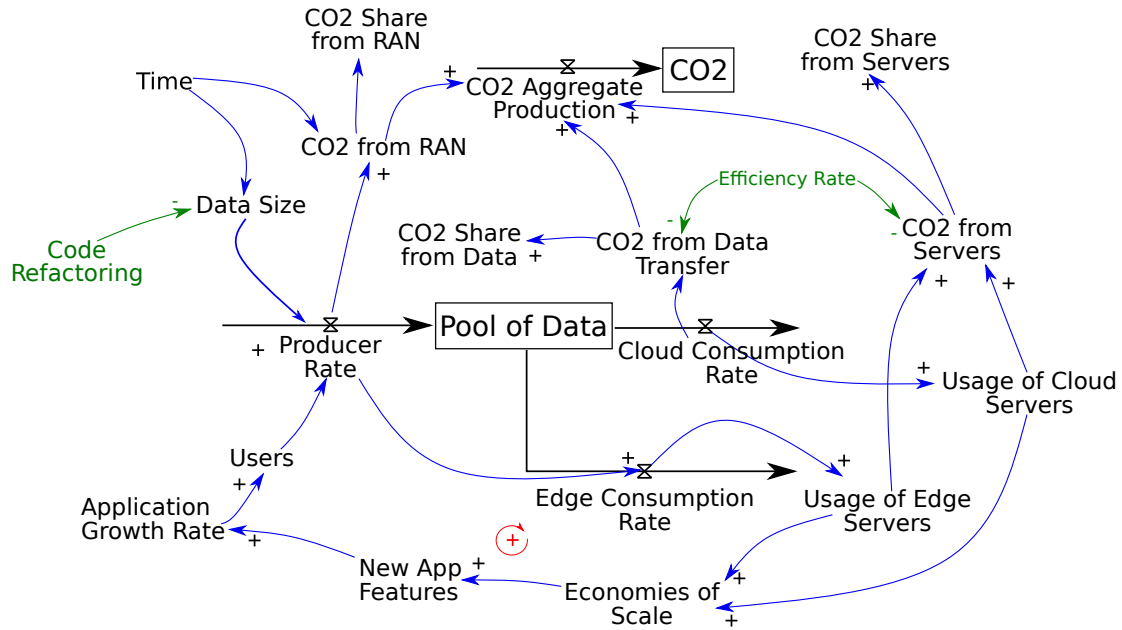 CO2 Share
from RAN
CO2 Share
from Servers
Time
+
CO2
CO2 Aggregate
Production
+
+
+
CO2 from RAN
+
Efficiency Rate
-
Data Size
-
CO2 from
Servers
-
CO2 Share
from Data
+
CO2 from Data
Transfer
Code
Refactoring
+
+
Pool of Data
+
Producer
Rate
Cloud Consumption
Rate
+
Usage of Cloud
Servers
Users
+
+
+
Edge Consumption
Rate
Usage of Edge
Servers
Application
Growth Rate
+
+
New App
Features
+
Economies of
Scale
+
+